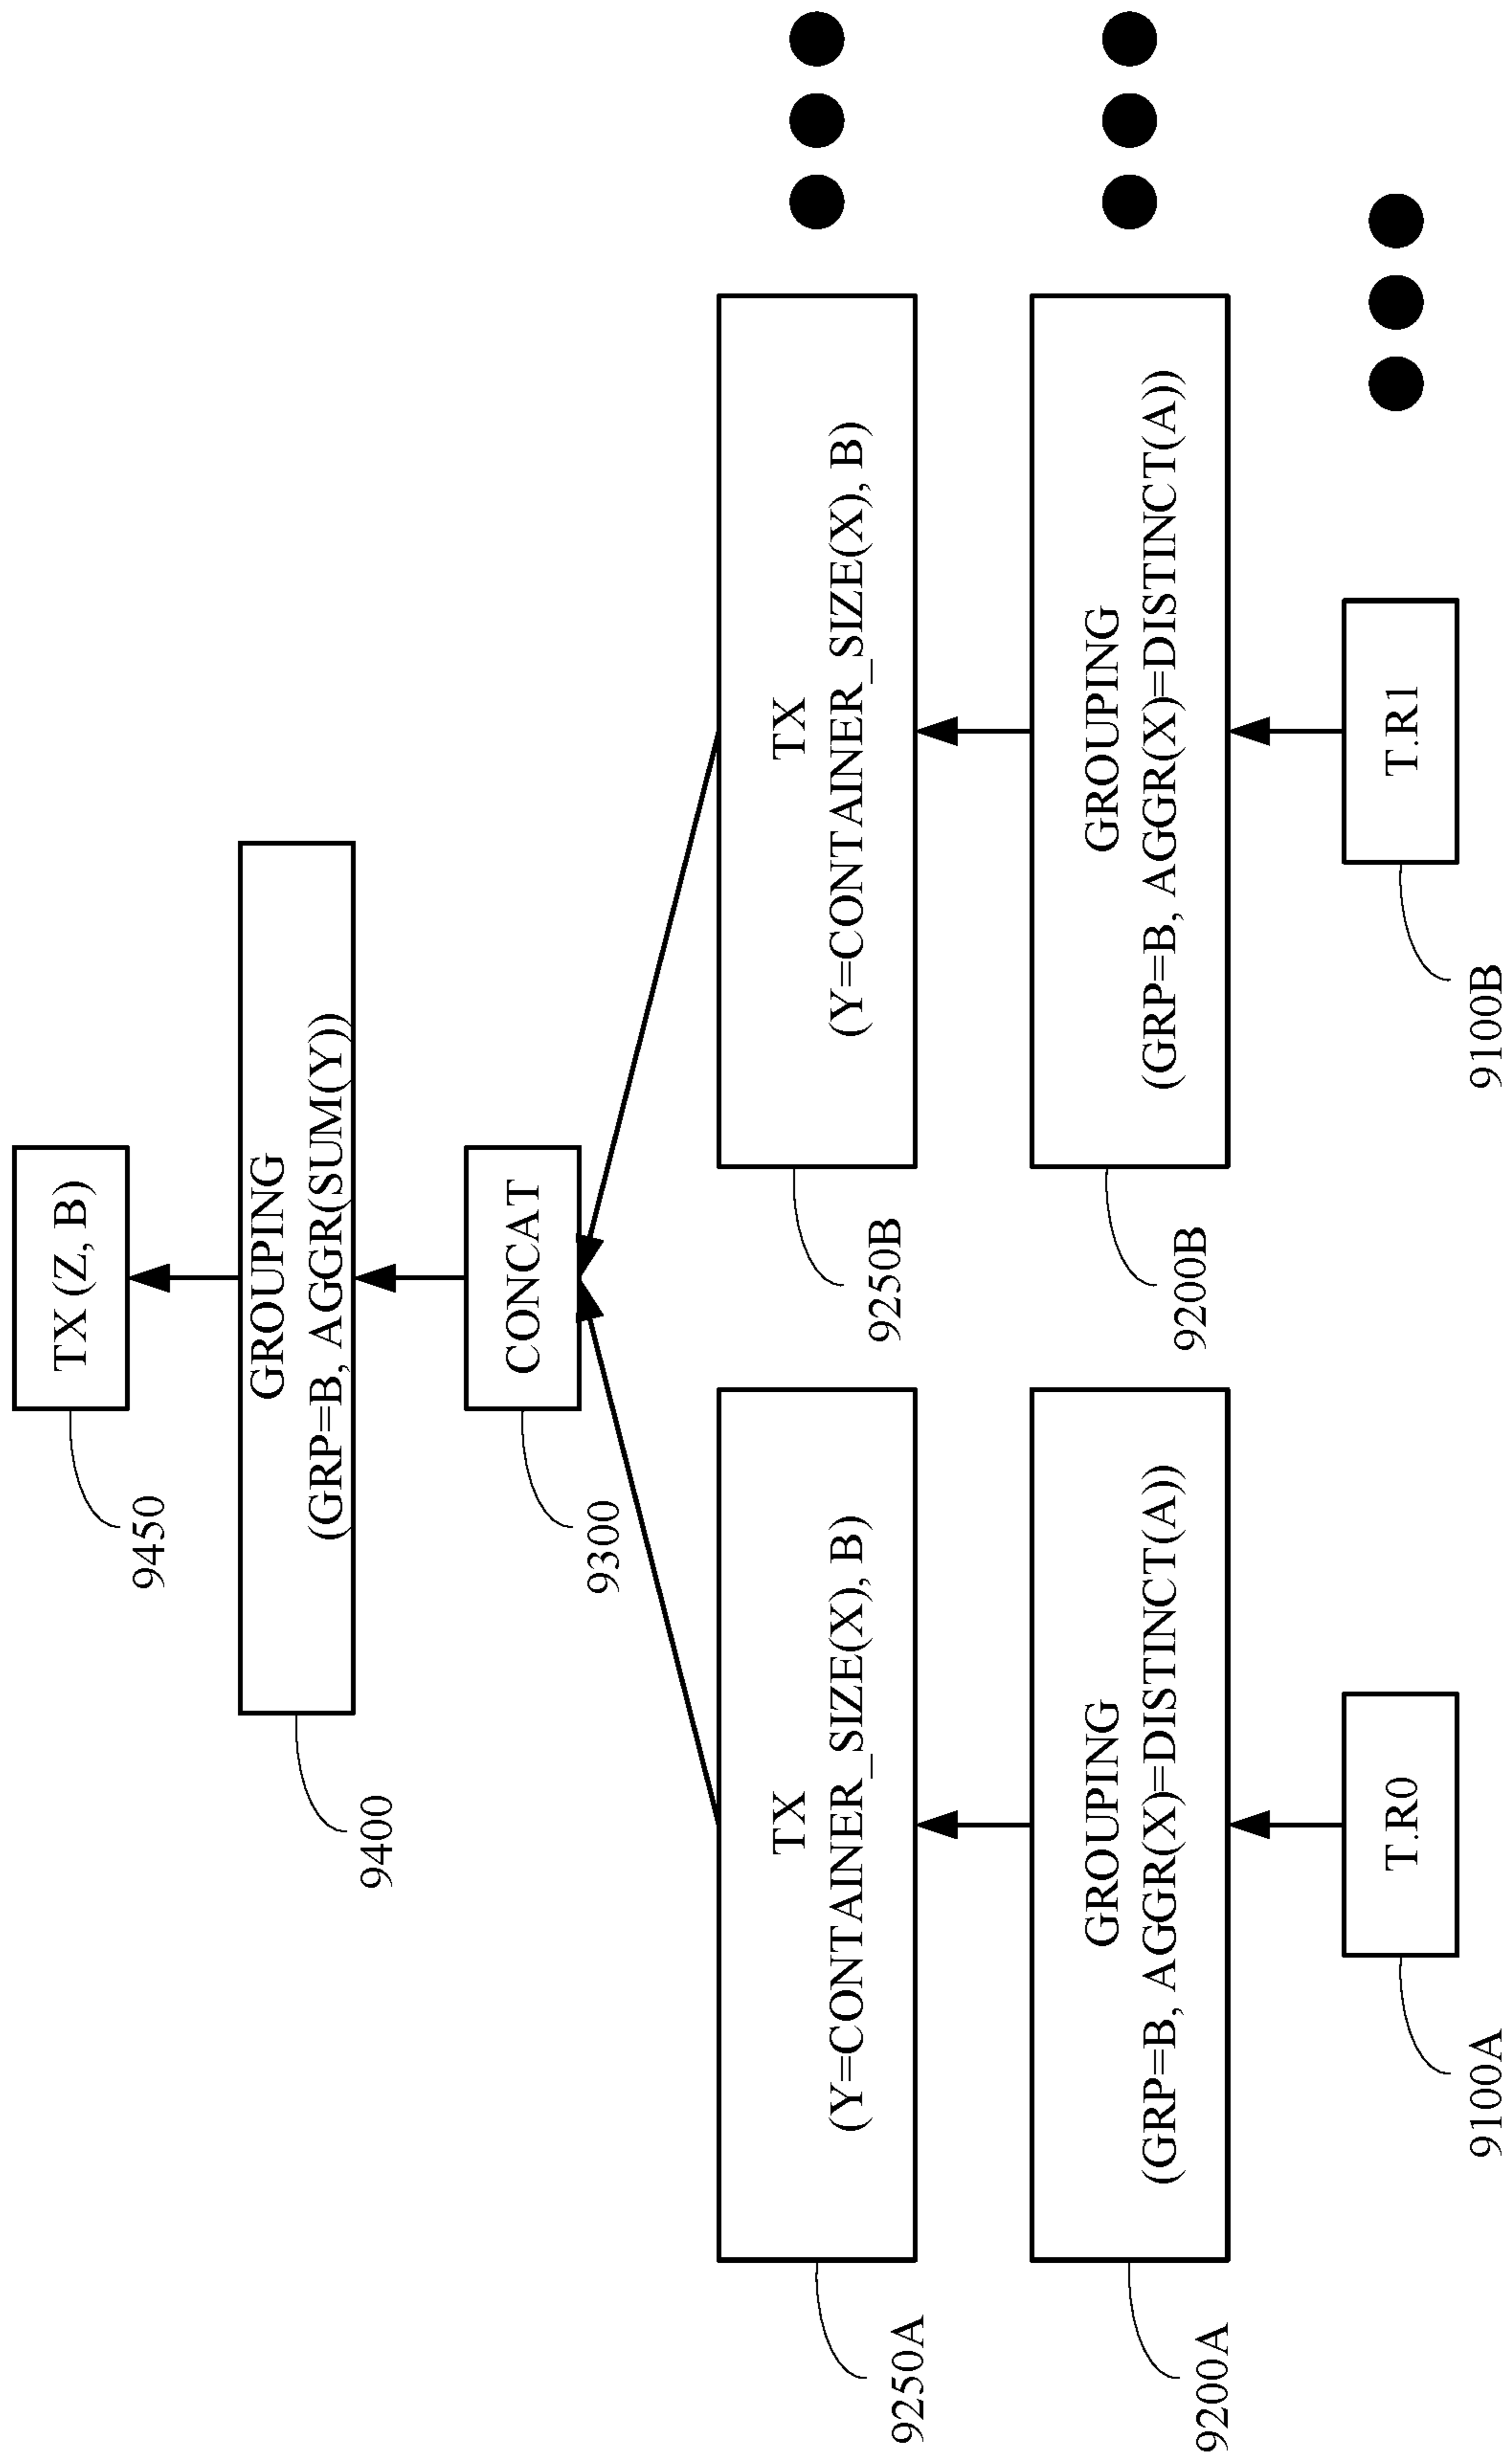 TX (Z, B)
9450
GROUPING
(GRP=B, AGGR(SUM(Y))
9400
CONCAT
9300
TX
(Y=CONTAINER_SIZE(X), B)
9250A
TX
(Y=CONTAINER_SIZE(X), B)
9250B
GROUPING
(GRP=B, AGGR(X)=DISTINCT(A))
9200A
GROUPING
(GRP=B, AGGR(X)=DISTINCT(A))
9200B
T.R0
9100A
T.R1
9100B